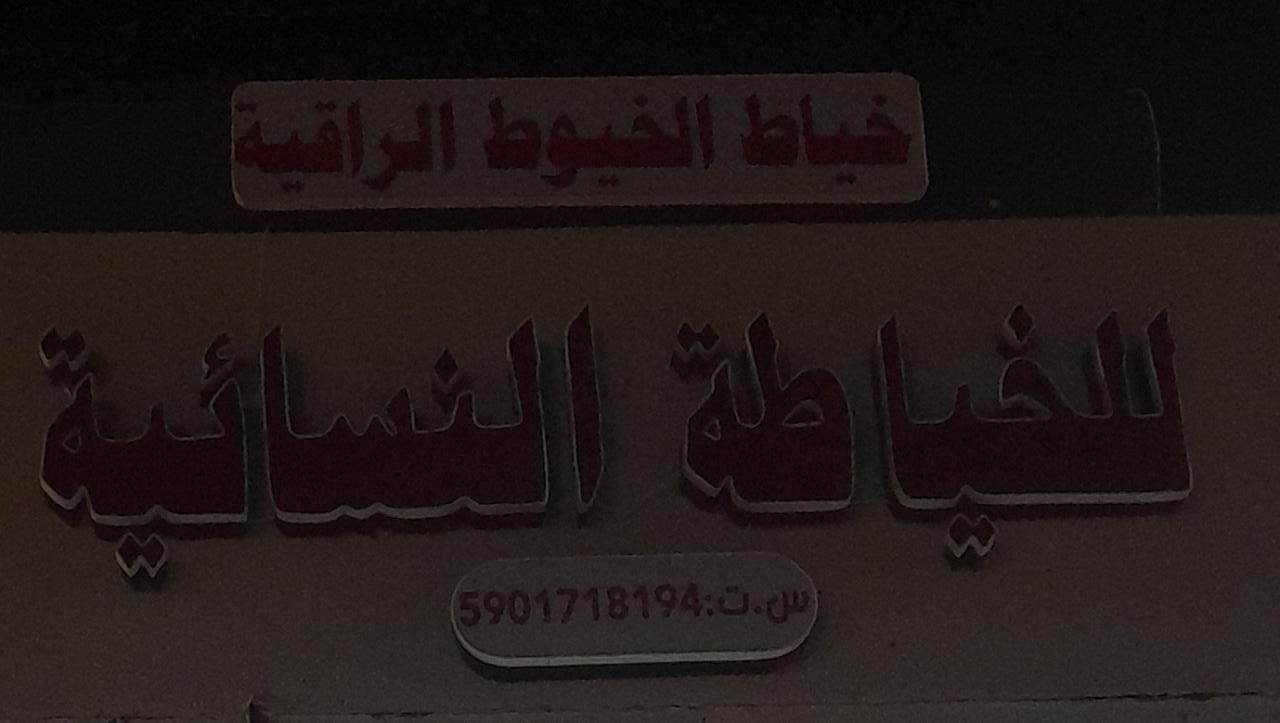 خياط الخيوط الراقية
للخياطة النسائية
س.ت:5901718194